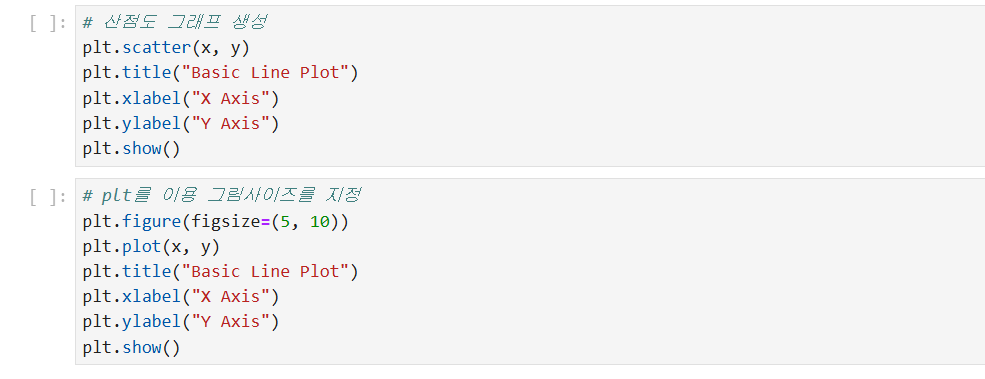 [ ]: # 산점도 그래프 생성
plt.scatter(x, y)
plt.title("Basic Line Plot")
plt.xlabel("X Axis")
plt.ylabel("Y Axis")
plt.show()
[ ]: # plt를 이용 그림사이즈를 지정
plt.figure(figsize=(5, 10))
plt.plot(x, y)
plt.title("Basic Line Plot")
plt.xlabel("X Axis")
plt.ylabel("Y Axis")
plt.show()